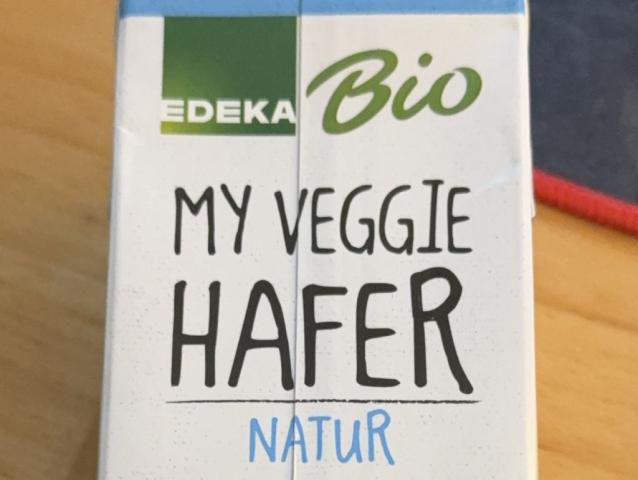 EDEKA Bio
MY VEGGIE
HAFER
NATUR